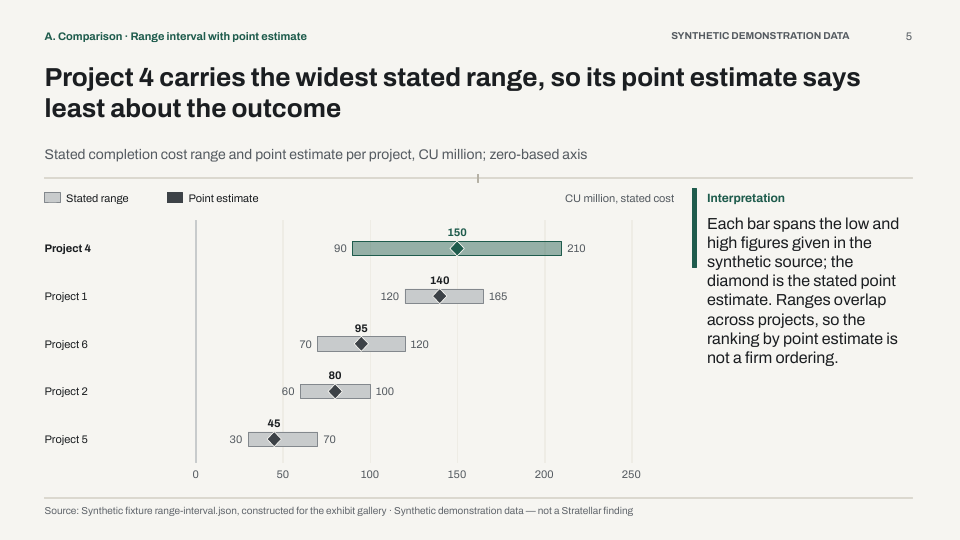 A. Comparison · Range interval with point estimate
SYNTHETIC DEMONSTRATION DATA
5
Project 4 carries the widest stated range, so its point estimate says
least about the outcome
Stated completion cost range and point estimate per project, CU million; zero-based axis
Stated range
Point estimate
CU million, stated cost
Project 4
90
150
210
Project 1
120
140
165
Project 6
70
95
120
Project 2
60
80
100
Project 5
30
45
70
0
50
100
150
200
250
Interpretation
Each bar spans the low and
high figures given in the
synthetic source; the
diamond is the stated point
estimate. Ranges overlap
across projects, so the
ranking by point estimate is
not a firm ordering.
Source: Synthetic fixture range-interval.json, constructed for the exhibit gallery · Synthetic demonstration data — not a Stratellar finding